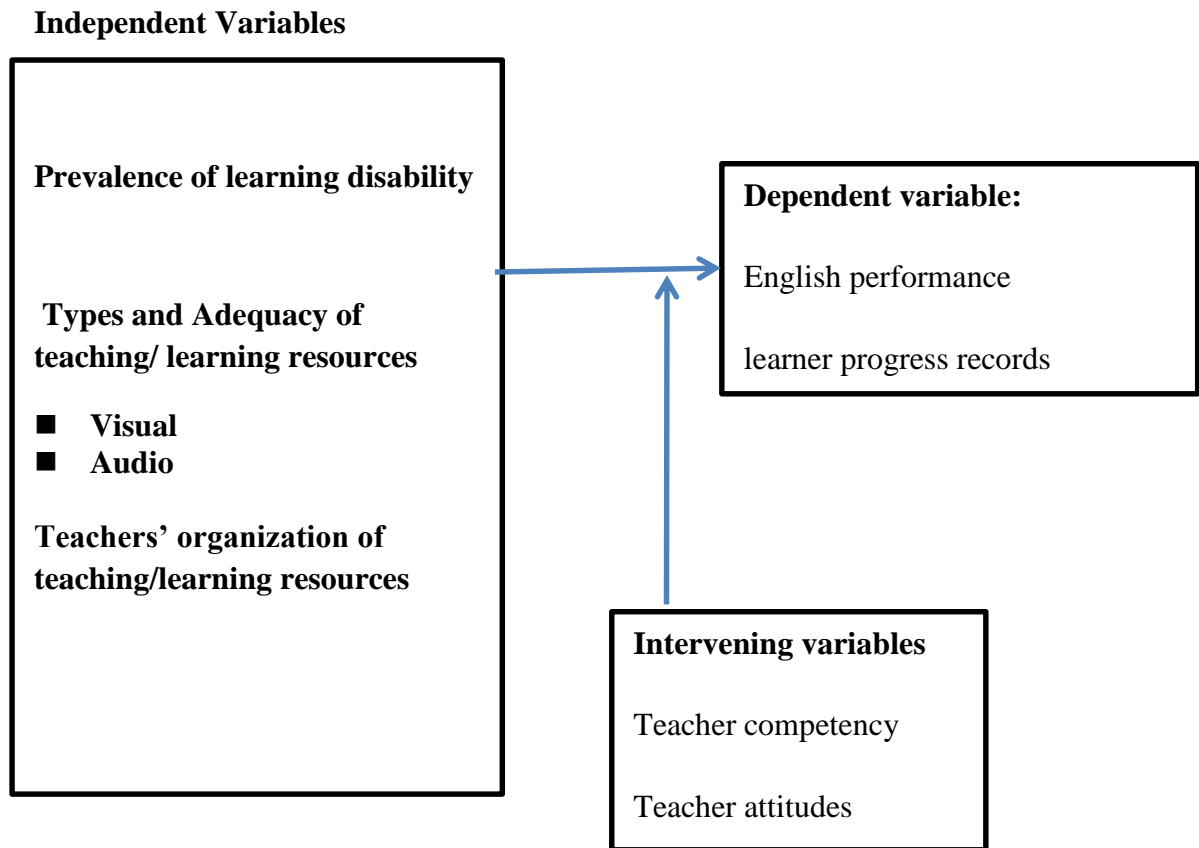 Independent Variables
Prevalence of learning disability
Types and Adequacy of
teaching/ learning resources
■ Visual
■ Audio
Teachers’ organization of
teaching/learning resources
Dependent variable:
English performance
learner progress records
Intervening variables
Teacher competency
Teacher attitudes